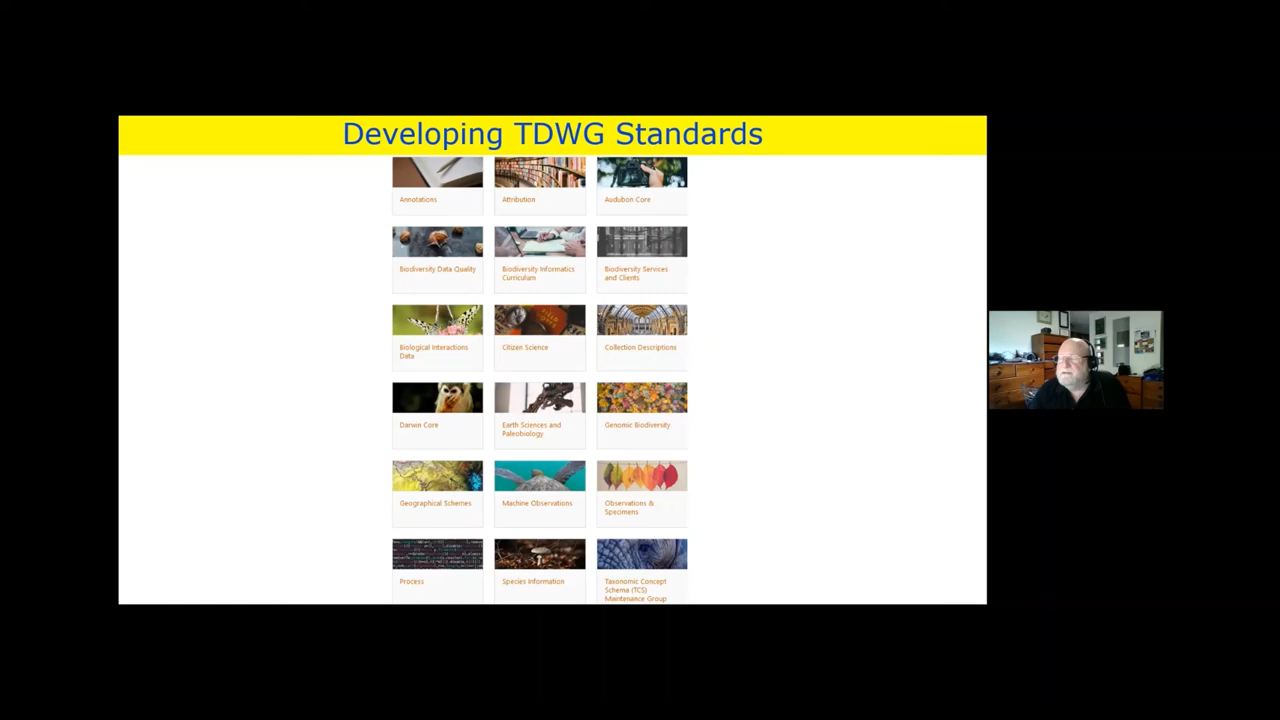 Developing TDWG Standards
Annotations
Attribution
Audubon Core
Biodiversity Data Quality
Biodiversity Informatics
Curriculum
Biodiversity Services
and Clients
Biological Interactions
Data
Citizen Science
Collection Descriptions
Darwin Core
Earth Sciences and
Paleobiology
Genomic Biodiversity
Geographical Schemes
Machine Observations
Observations &
Specimens
Process
Species Information
Taxonomic Concept
Schema (TCS)
Maintenance Group